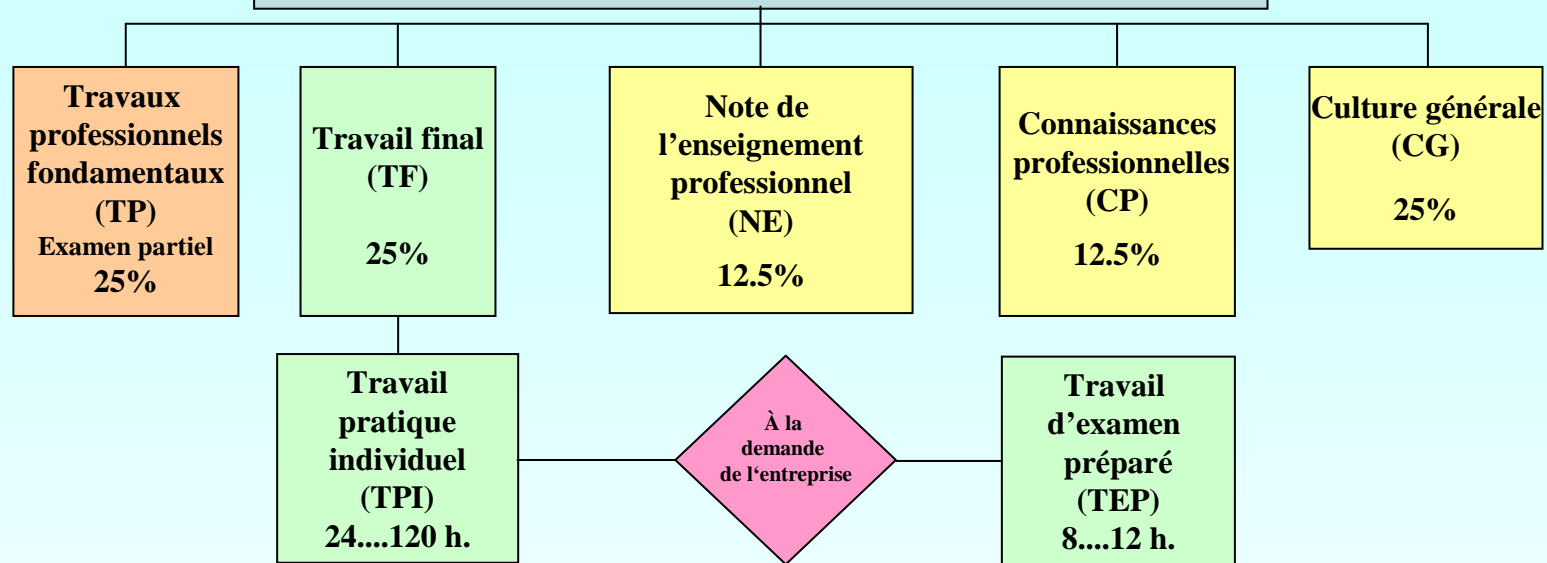 Travaux
professionnels
fondamentaux
(TP)
Examen partiel
25%
Travail final
(TF)
25%
Note de
l’enseignement
professionnel
(NE)
12.5%
Connaissances
professionnelles
(CP)
12.5%
Culture générale
(CG)
25%
Travail
pratique
individuel
(TPI)
24....120 h.
À la
demande
de l‘entreprise
Travail
d’examen
préparé
(TEP)
8....12 h.